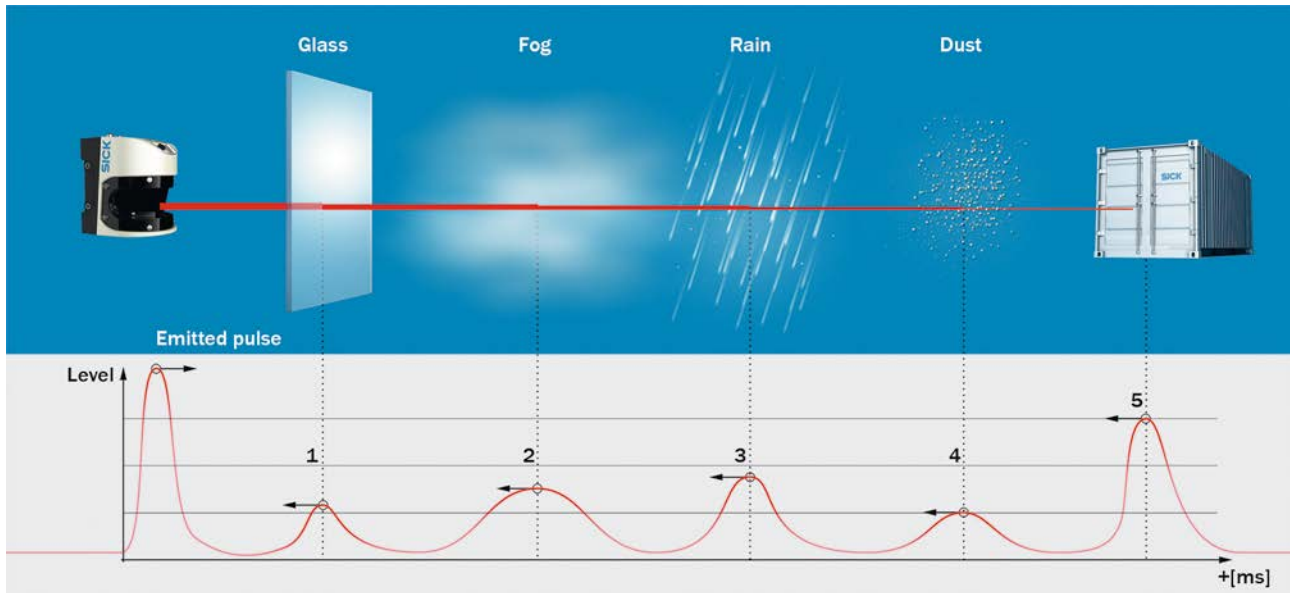 Glass
Fog
Rain
Dust
SICK
SICK
Emitted pulse
Level
1
2
3
4
5
+[ms]